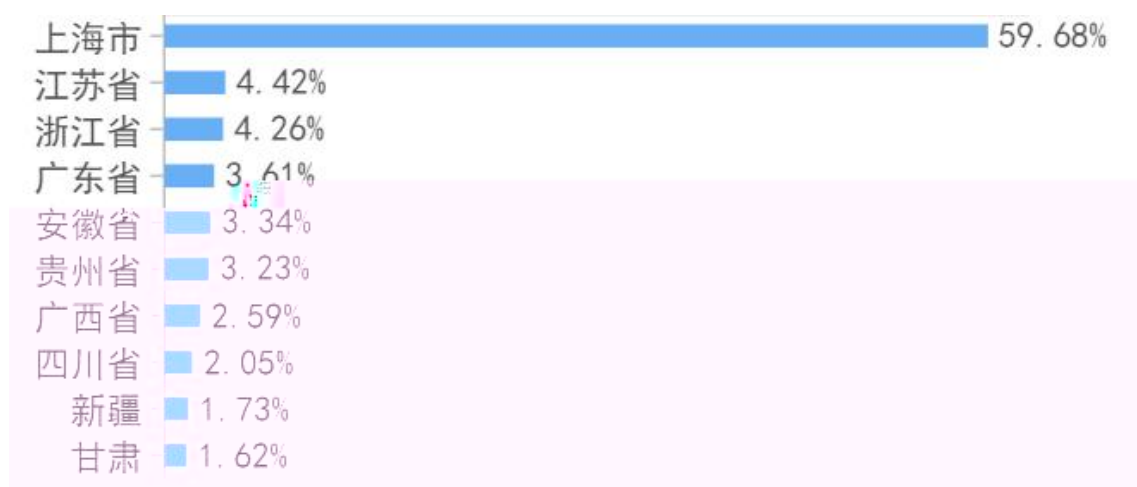 上海市 59.68%
江苏省 4.42%
浙江省 4.26%
广东省 3.61%
安徽省 3.34%
贵州省 3.23%
广西省 2.59%
四川省 2.05%
新疆 1.73%
甘肃 1.62%